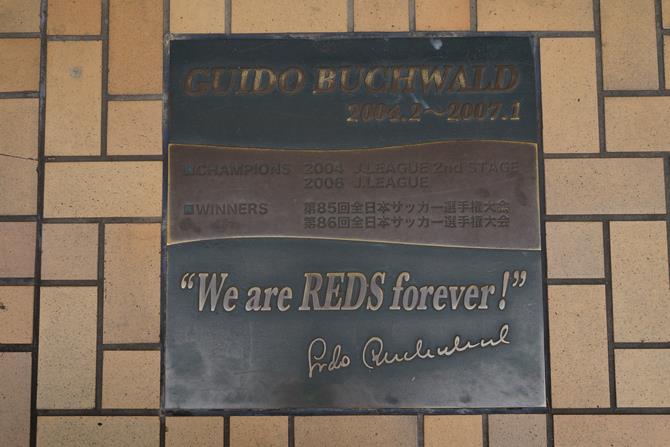 GUIDO BUCHWALD
2004.2〜2007.1
■CHAMPIONS 2004 J.LEAGUE 2nd STAGE
2006 J.LEAGUE
■WINNERS 第85回全日本サッカー選手権大会
第86回全日本サッカー選手権大会
“We are REDS forever!”
Guido Buchwald